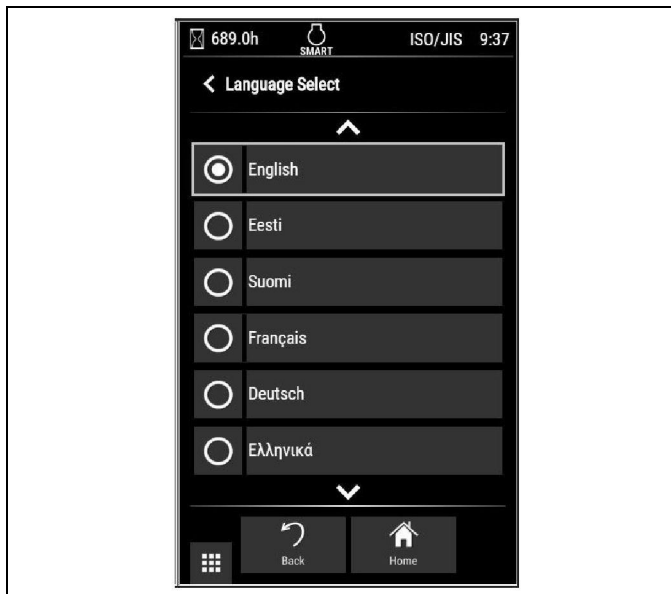 689.0h SMART ISO/JIS 9:37
Language Select
English
Eesti
Suomi
Français
Deutsch
Ελληνικά
Back Home